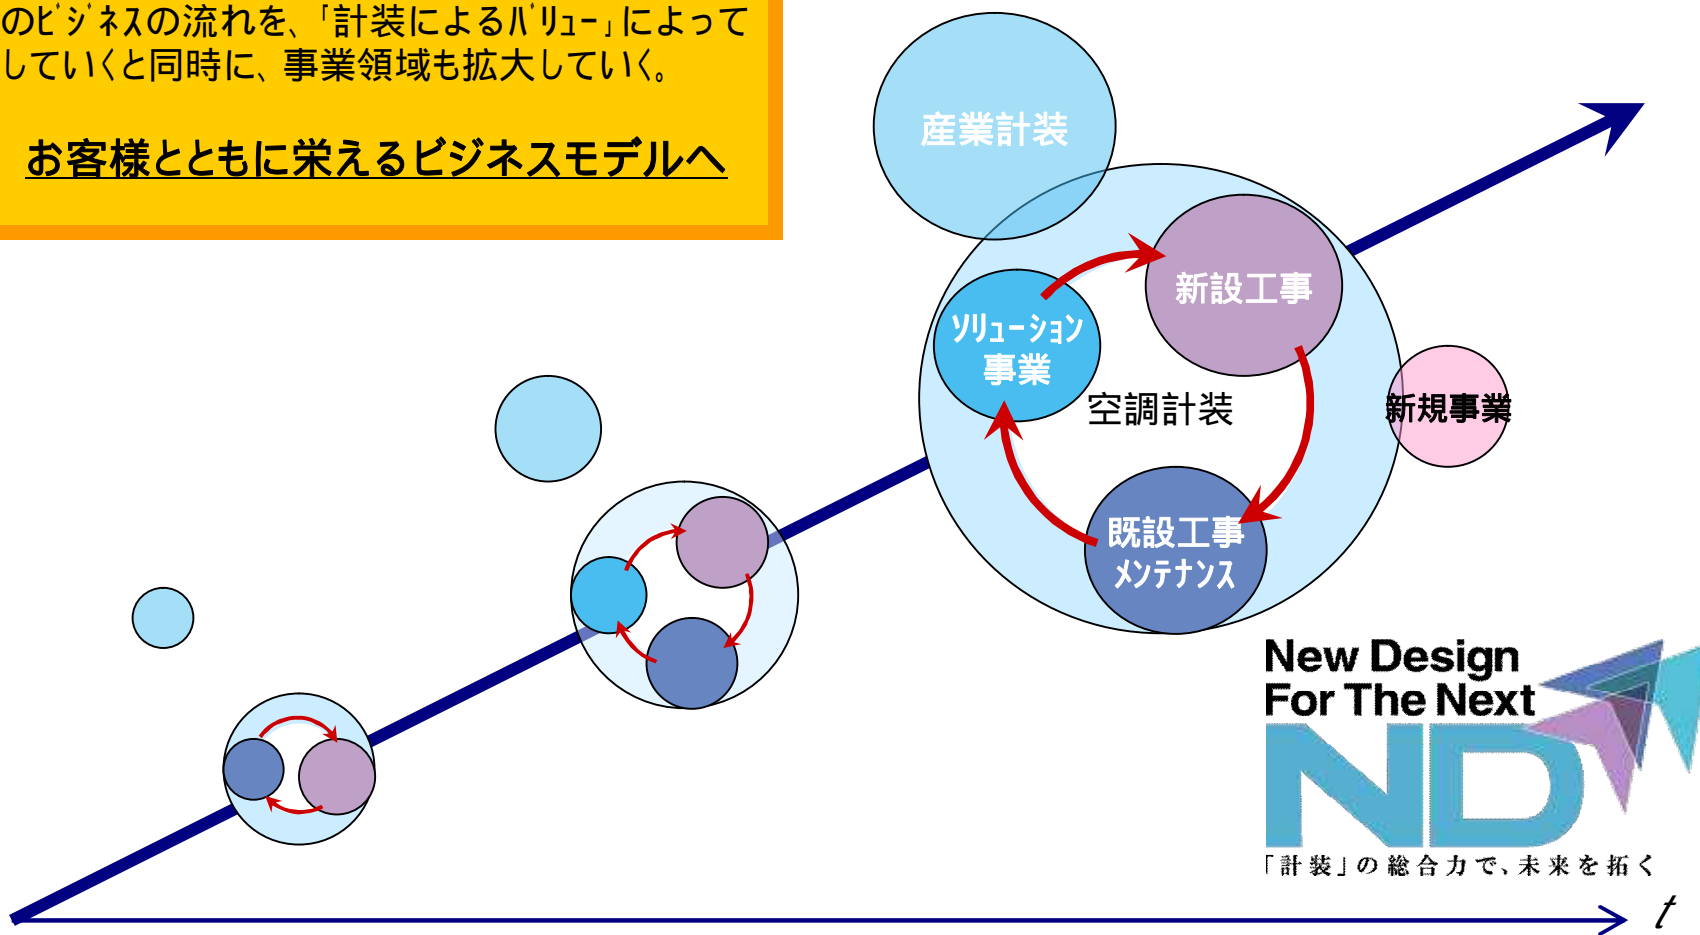 のﾋﾞｼﾞﾈｽの流れを、「計装によるﾊﾞﾘｭｰ」によって
していくと同時に、事業領域も拡大していく。
お客様とともに栄えるビジネスモデルへ
産業計装
新設工事
ｿﾘｭｰｼｮﾝ
事業
空調計装
新規事業
既設工事
ﾒﾝﾃﾅﾝｽ
New Design
For The Next
ND
「計装」の総合力で、未来を拓く
t